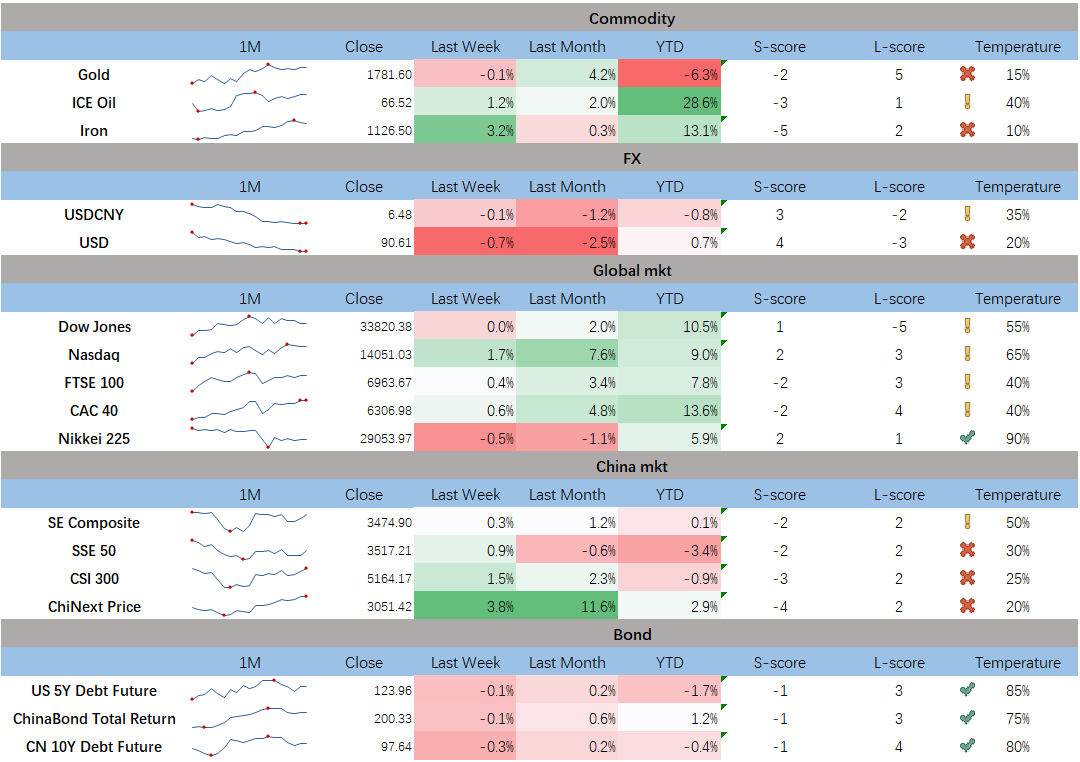 Commodity
1M Close Last Week Last Month YTD S-score L-score Temperature
Gold 1781.60 -0.1% 4.2% -6.3% -2 5 15%
ICE Oil 66.52 1.2% 2.0% 28.6% -3 1 40%
Iron 1126.50 3.2% 0.3% 13.1% -5 2 10%
FX
1M Close Last Week Last Month YTD S-score L-score Temperature
USDCNY 6.48 -0.1% -1.2% -0.8% 3 -2 35%
USD 90.61 -0.7% -2.5% 0.7% 4 -3 20%
Global mkt
1M Close Last Week Last Month YTD S-score L-score Temperature
Dow Jones 33820.38 0.0% 2.0% 10.5% 1 -5 55%
Nasdaq 14051.03 1.7% 7.6% 9.0% 2 3 65%
FTSE 100 6963.67 0.4% 3.4% 7.8% -2 3 40%
CAC 40 6306.98 0.6% 4.8% 13.6% -2 4 40%
Nikkei 225 29053.97 -0.5% -1.1% 5.9% 2 1 90%
China mkt
1M Close Last Week Last Month YTD S-score L-score Temperature
SE Composite 3474.90 0.3% 1.2% 0.1% -2 2 50%
SSE 50 3517.21 0.9% -0.6% -3.4% -2 2 30%
CSI 300 5164.17 1.5% 2.3% -0.9% -3 2 25%
ChiNext Price 3051.42 3.8% 11.6% 2.9% -4 2 20%
Bond
1M Close Last Week Last Month YTD S-score L-score Temperature
US 5Y Debt Future 123.96 -0.1% 0.2% -1.7% -1 3 85%
ChinaBond Total Return 200.33 -0.1% 0.6% 1.2% -1 3 75%
CN 10Y Debt Future 97.64 -0.3% 0.2% -0.4% -1 4 80%